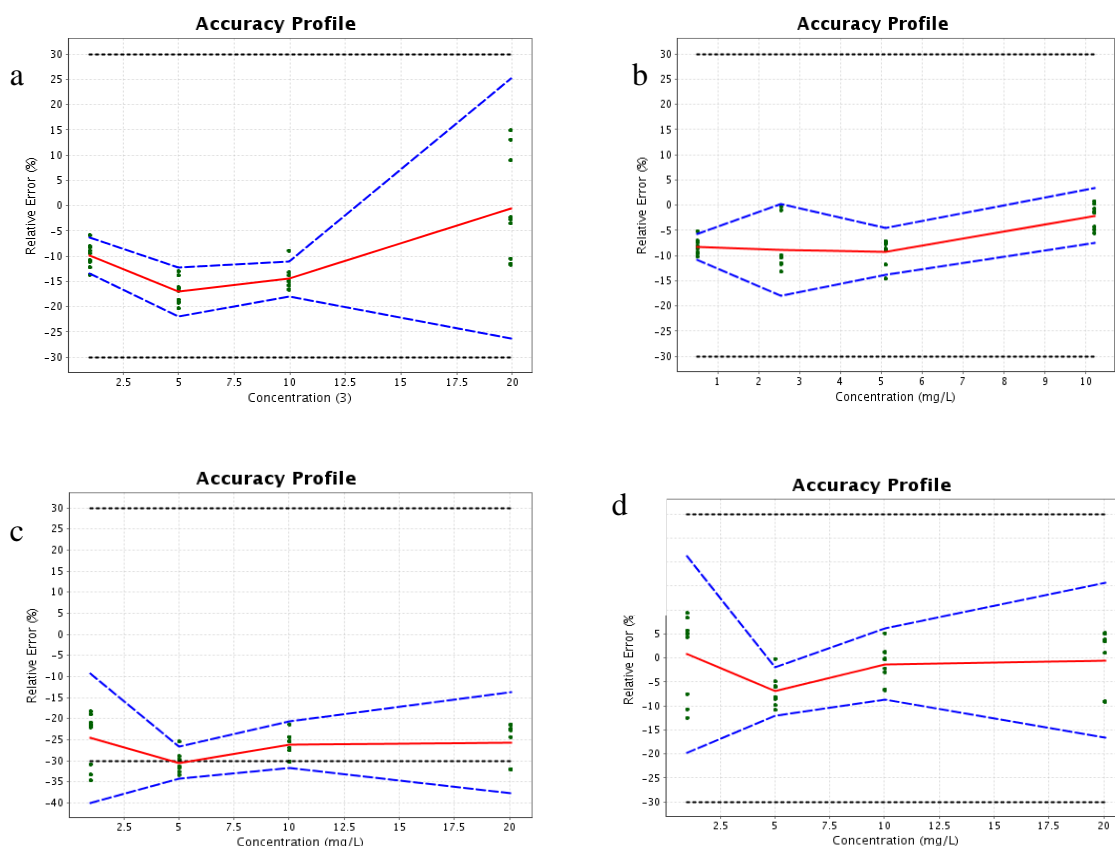 a
Accuracy Profile
30
25
20
15
10
5
0
-5
-10
-15
-20
-25
-30
Relative Error (%)
2.5 5 7.5 10 12.5 15 17.5 20
Concentration (3)
b
Accuracy Profile
30
25
20
15
10
5
0
-5
-10
-15
-20
-25
-30
Relative Error (%)
1 2 3 4 5 6 7 8 9 10
Concentration (mg/L)
c
Accuracy Profile
30
25
20
15
10
5
0
-5
-10
-15
-20
-25
-30
-35
-40
Relative Error (%)
2.5 5 7.5 10 12.5 15 17.5 20
Concentration (mg/L)
d
Accuracy Profile
5
0
-5
-10
-15
-20
-25
-30
Relative Error (%
2.5 5 7.5 10 12.5 15 17.5 20
Concentration (mg/L)